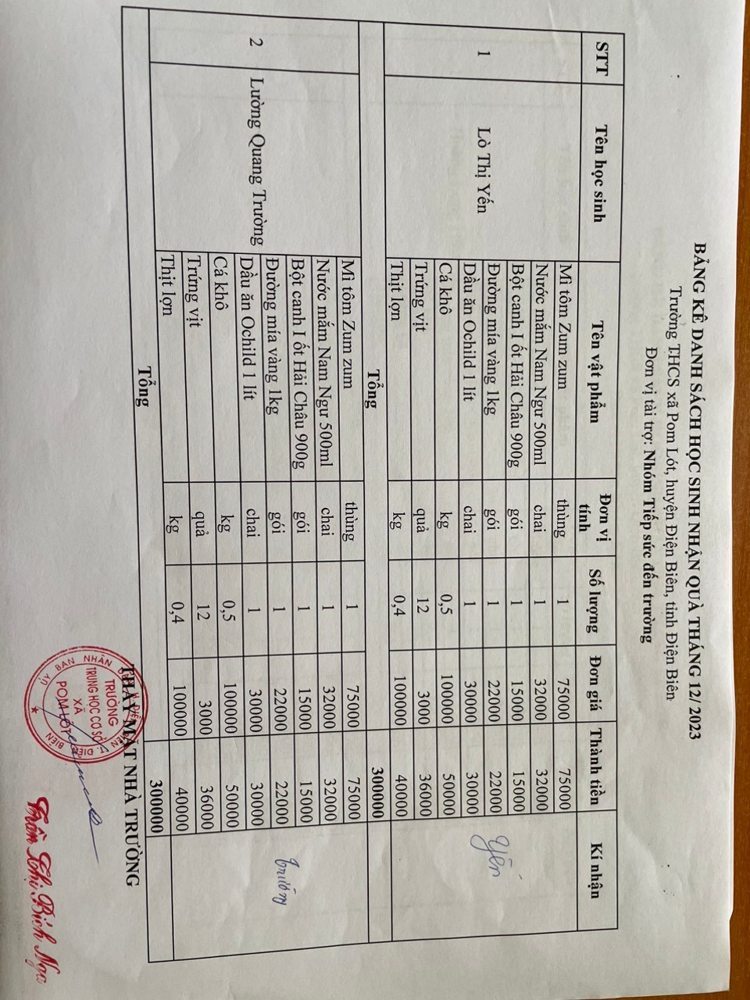 BẢNG KÊ DANH SÁCH HỌC SINH NHẬN QUÀ THÁNG 12/ 2023
Trường THCS xã Pom Lót, huyện Điện Biên, tỉnh Điện Biên
Đơn vị tài trợ: Nhóm Tiếp sức đến trường
STT Tên học sinh Tên vật phẩm Đơn vị tính Số lượng Đơn giá Thành tiền Kí nhận
1 Lò Thị Yến Mì tôm Zum zum thùng 1 75000 75000 Yến
Nước mắm Nam Ngư 500ml chai 1 32000 32000
Bột canh I ốt Hải Châu 900g gói 1 15000 15000
Đường mía vàng 1kg gói 1 22000 22000
Dầu ăn Ochild 1 lít chai 1 30000 30000
Cá khô kg 0,5 100000 50000
Trứng vịt quả 12 3000 36000
Thịt lợn kg 0,4 100000 40000
Tổng 300000
2 Lường Quang Trường Mì tôm Zum zum thùng 1 75000 75000 Trường
Nước mắm Nam Ngư 500ml chai 1 32000 32000
Bột canh I ốt Hải Châu 900g gói 1 15000 15000
Đường mía vàng 1kg gói 1 22000 22000
Dầu ăn Ochild 1 lít chai 1 30000 30000
Cá khô kg 0,5 100000 50000
Trứng vịt quả 12 3000 36000
Thịt lợn kg 0,4 100000 40000
Tổng 300000
THAY MẶT NHÀ TRƯỜNG
ỦY BAN NHÂN
T. ĐIỆN BIÊN
TRƯỜNG
TRUNG HỌC CƠ SỞ
XÃ
POM LÓT
Trần Thị Bích Nga